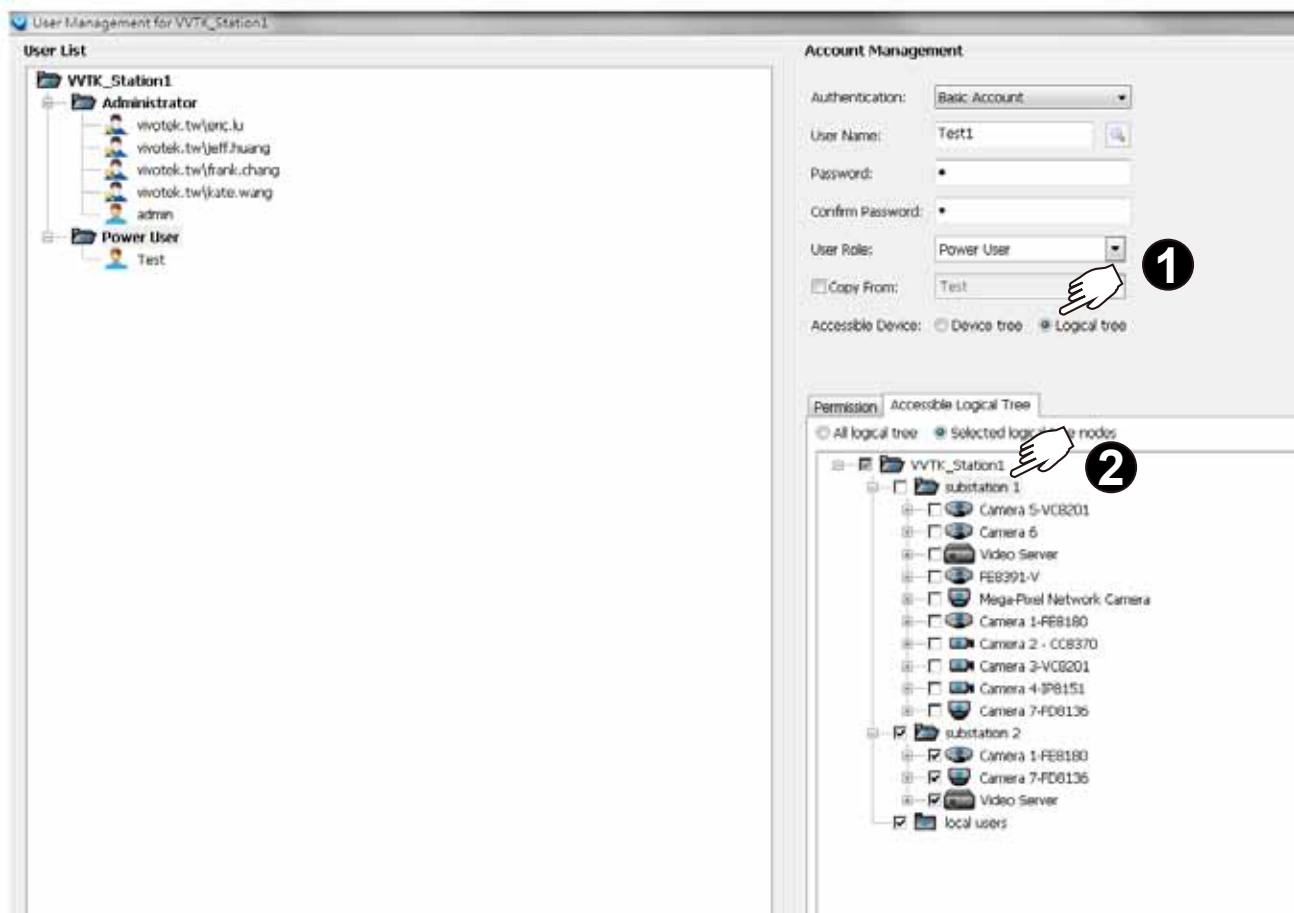 User Management for VVTK_Station1
User List
VVTK_Station1
Administrator
vivotek.tw\eric.lu
vivotek.tw\jeff.huang
vivotek.tw\frank.chang
vivotek.tw\kate.wang
admin
Power User
Test
Account Management
Authentication: Basic Account
User Name: Test1
Password: •
Confirm Password: •
User Role: Power User
1
Copy From: Test
Accessible Device: Device tree Logical tree
Permission Accessible Logical Tree
All logical tree Selected logical nodes
2
VVTK_Station1
substation 1
Camera 5-VC8201
Camera 6
Video Server
FE8391-V
Mega-Pixel Network Camera
Camera 1-FE8180
Camera 2 - CC8370
Camera 3-VC8201
Camera 4-IP8151
Camera 7-FD8136
substation 2
Camera 1-FE8180
Camera 7-FD8136
Video Server
local users